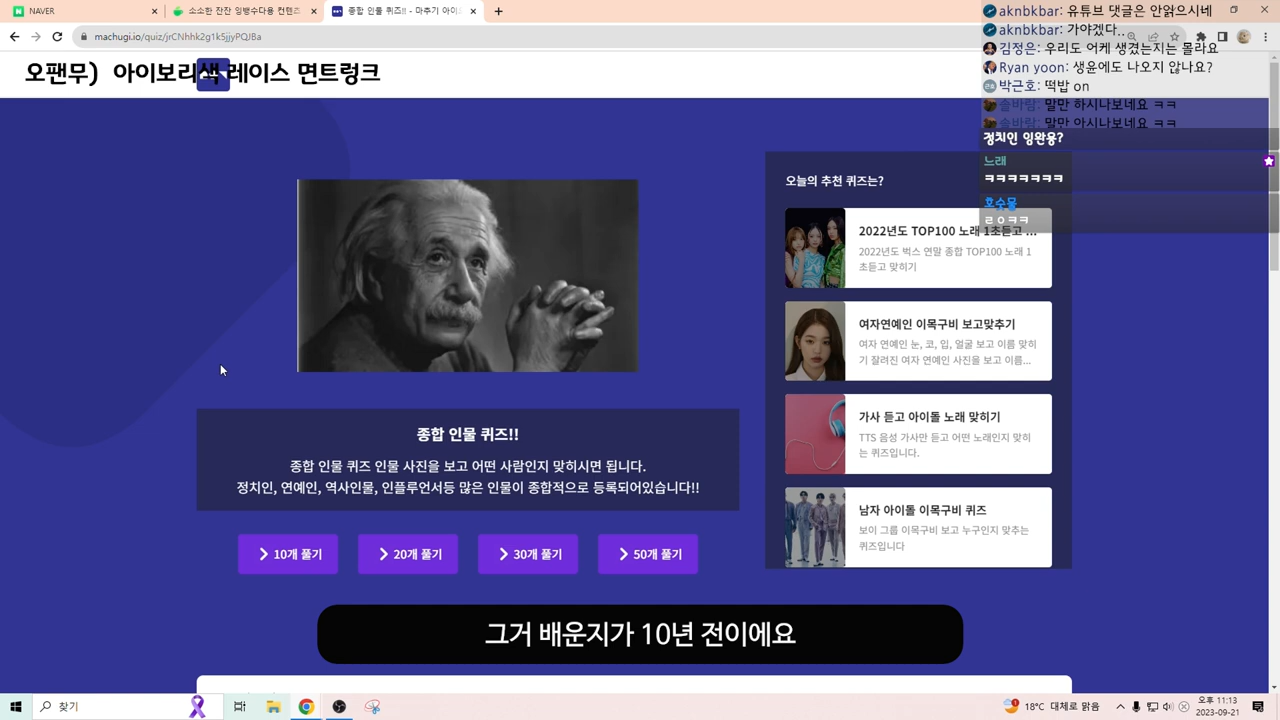 NAVER
소소한 잔잔 잉뱅수다용 컨텐츠
종합 인물 퀴즈!! - 마추기 아이
machugi.io/quiz/jrCNhhk2g1k5jjyPQJBa
오팬무) 아이보리색 레이스 면트렁크
aknbkbar: 유튜브 댓글은 안읽으시네
aknbkbar: 가야겠다..
김정은: 우리도 어케 생겼는지는 몰라요
Ryan yoon: 생윤에도 나오지 않나요?
박근호: 떡밥 on
솔바람: 말만 하시나보네요 ㅋㅋ
솔바람: 말만 아시나보네요 ㅋㅋ
정치인 잉완용?
느래
ㅋㅋㅋㅋㅋㅋㅋ
호숫물
ㄹㅇㅋㅋ
오늘의 추천 퀴즈는?
2022년도 TOP100 노래 1초듣고 ...
2022년도 벅스 연말 종합 TOP100 노래 1
초듣고 맞히기
여자연예인 이목구비 보고맞추기
여자 연예인 눈, 코, 입, 얼굴 보고 이름 맞히
기 잘려진 여자 연예인 사진을 보고 이름...
가사 듣고 아이돌 노래 맞히기
TTS 음성 가사만 듣고 어떤 노래인지 맞히
는 퀴즈입니다.
남자 아이돌 이목구비 퀴즈
보이 그룹 이목구비 보고 누구인지 맞추는
퀴즈입니다
종합 인물 퀴즈!!
종합 인물 퀴즈 인물 사진을 보고 어떤 사람인지 맞히시면 됩니다.
정치인, 연예인, 역사인물, 인플루언서등 많은 인물이 종합적으로 등록되어있습니다!!
10개 풀기
20개 풀기
30개 풀기
50개 풀기
그거 배운지가 10년 전이에요
찾기
18°C 대체로 맑음
오후 11:13
2023-09-21